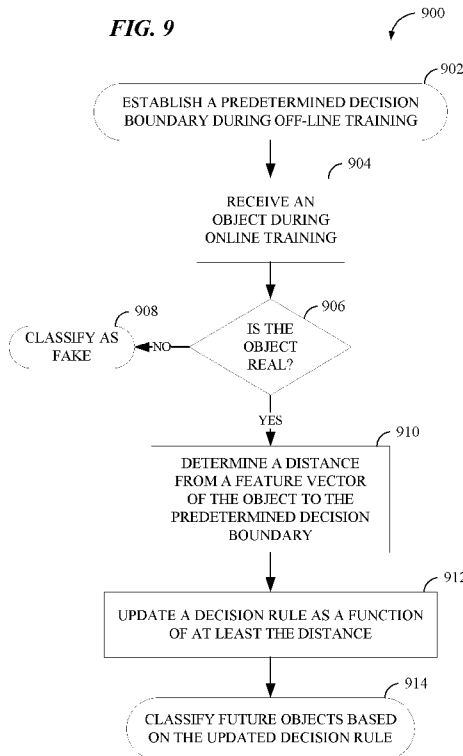 FIG. 9
900
902
ESTABLISH A PREDETERMINED DECISION
BOUNDARY DURING OFF-LINE TRAINING
904
RECEIVE AN
OBJECT DURING
ONLINE TRAINING
906
IS THE
OBJECT
REAL?
908
CLASSIFY AS
FAKE
NO
YES
910
DETERMINE A DISTANCE
FROM A FEATURE VECTOR
OF THE OBJECT TO THE
PREDETERMINED DECISION
BOUNDARY
912
UPDATE A DECISION RULE AS A FUNCTION
OF AT LEAST THE DISTANCE
914
CLASSIFY FUTURE OBJECTS BASED
ON THE UPDATED DECISION RULE